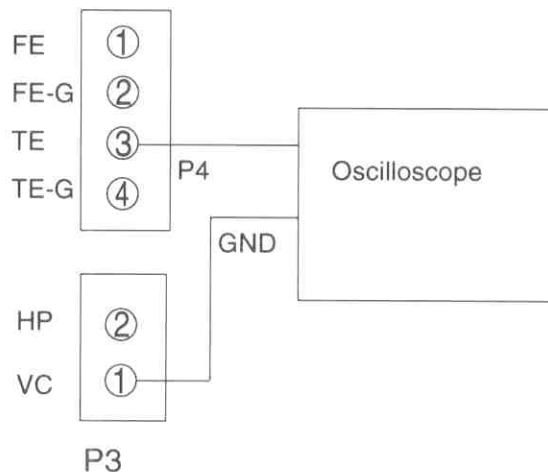 FE ①
FE-G ②
TE ③
TE-G ④
P4
Oscilloscope
GND
HP ②
VC ①
P3